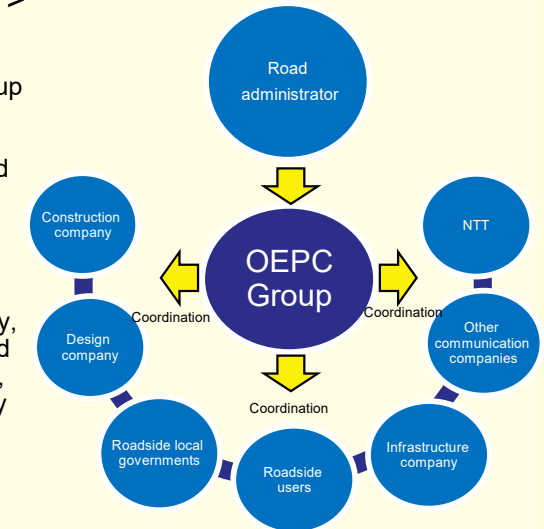 up
d
y,
d
,
y
Road
administrator
OEPC
Group
Construction
company
NTT
Coordination
Coordination
Design
company
Other
communication
companies
Coordination
Roadside local
governments
Roadside
users
Infrastructure
company